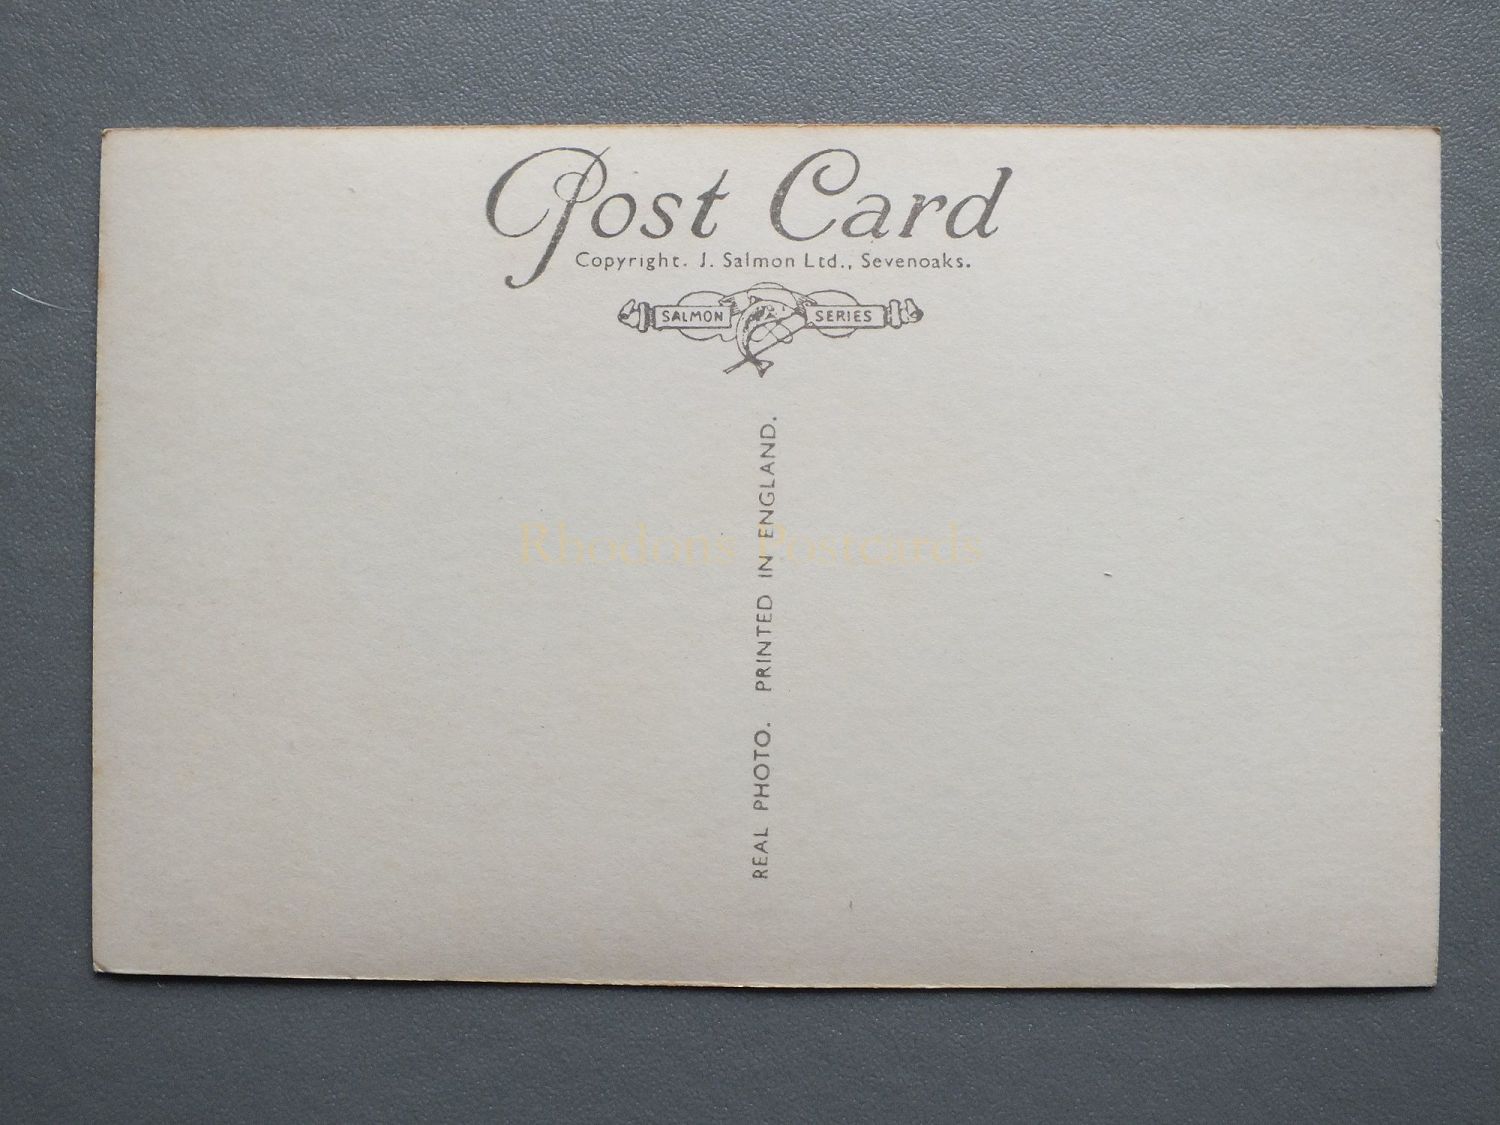 Post Card
Copyright. J. Salmon Ltd., Sevenoaks.
SALMON SERIES
REAL PHOTO. PRINTED IN ENGLAND.
Rhodons Postcards